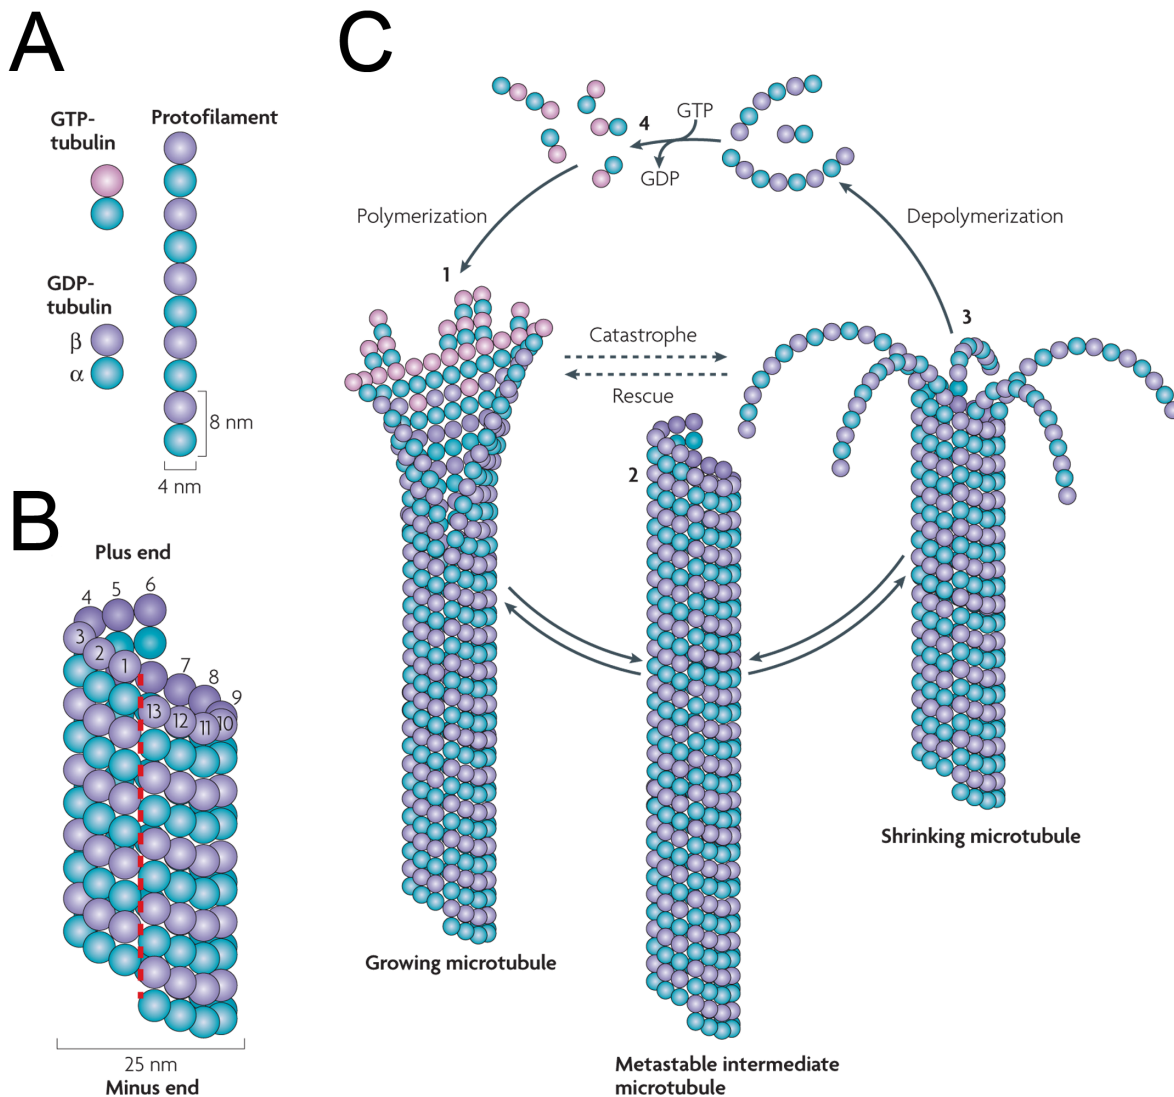 A
GTP-
tubulin
Protofilament
GDP-
tubulin
β
α
8 nm
4 nm
B
Plus end
4
5
6
3
2
1
7
8
9
13
12
11
10
25 nm
Minus end
C
4
GTP
GDP
Polymerization
Depolymerization
1
3
Catastrophe
Rescue
2
Growing microtubule
Shrinking microtubule
Metastable intermediate
microtubule